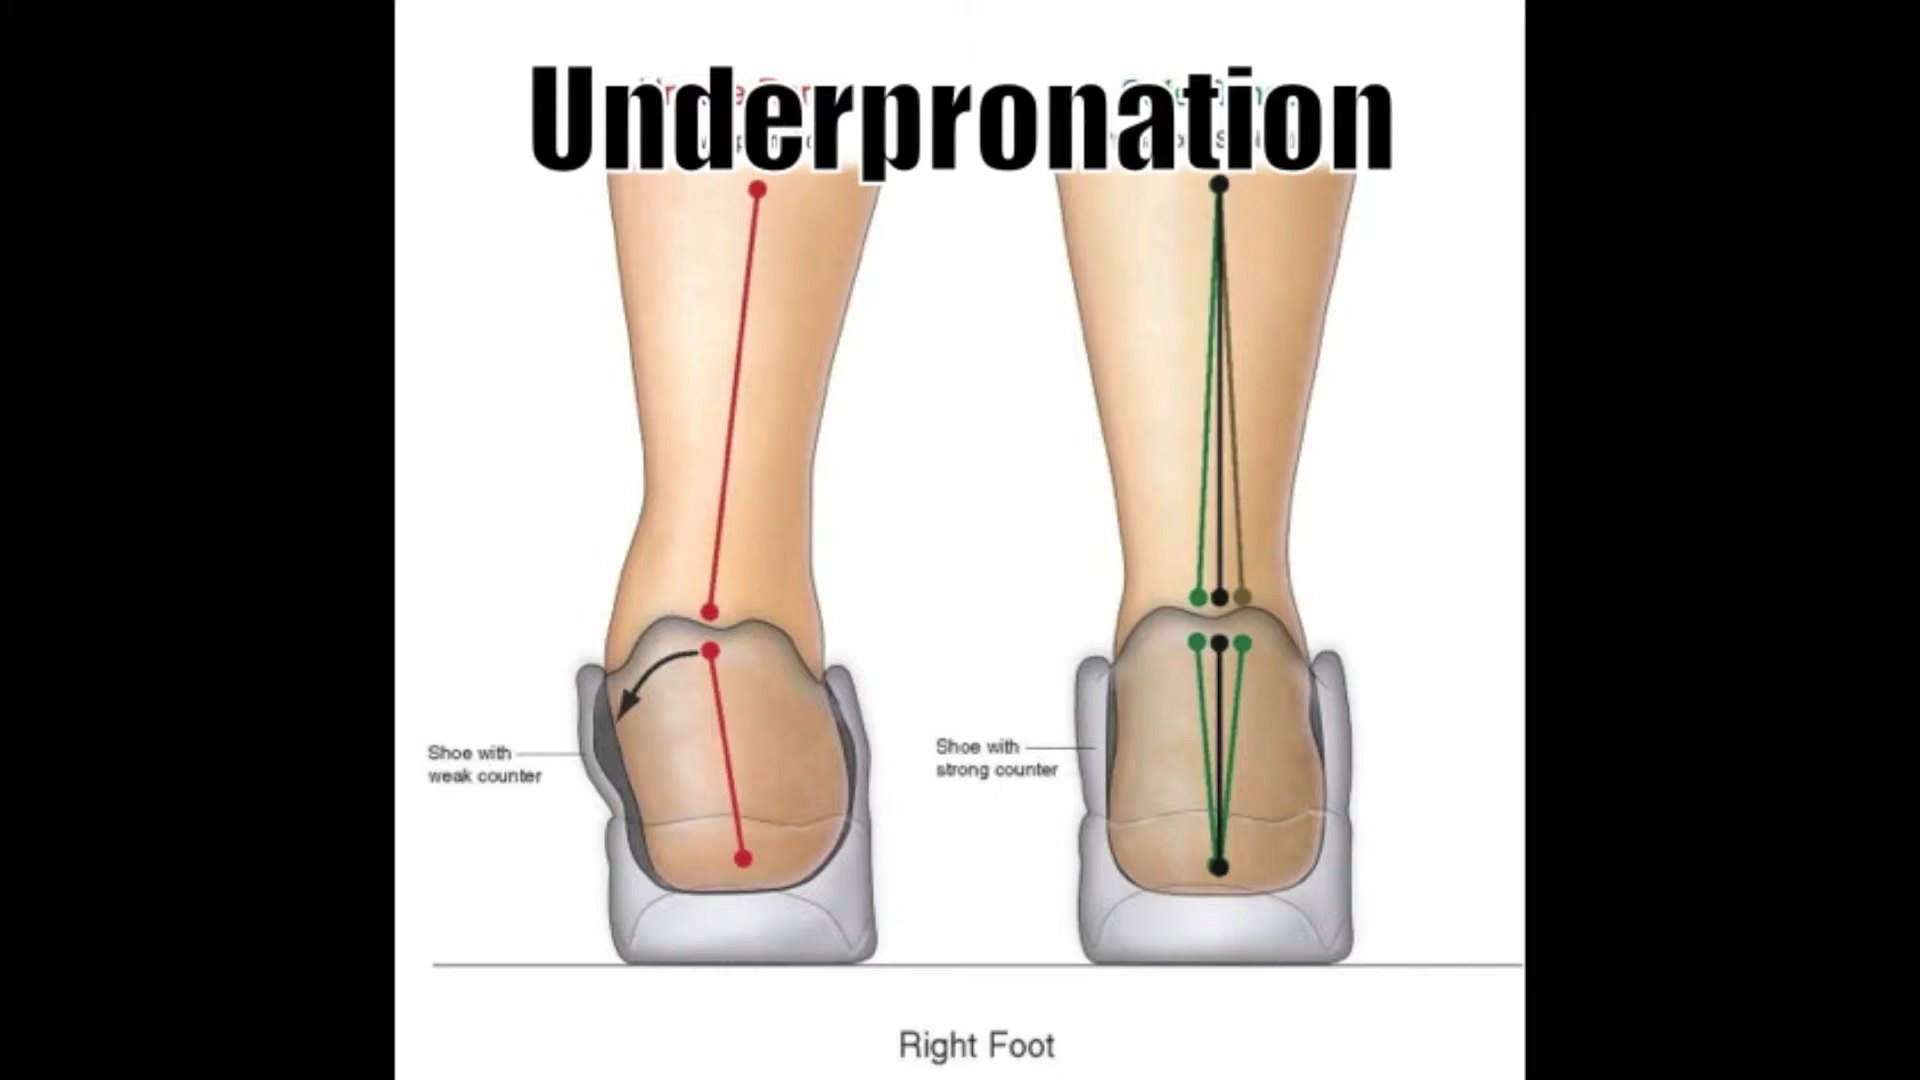 Underpronation
Shoe with
weak counter
Shoe with
strong counter
Right Foot